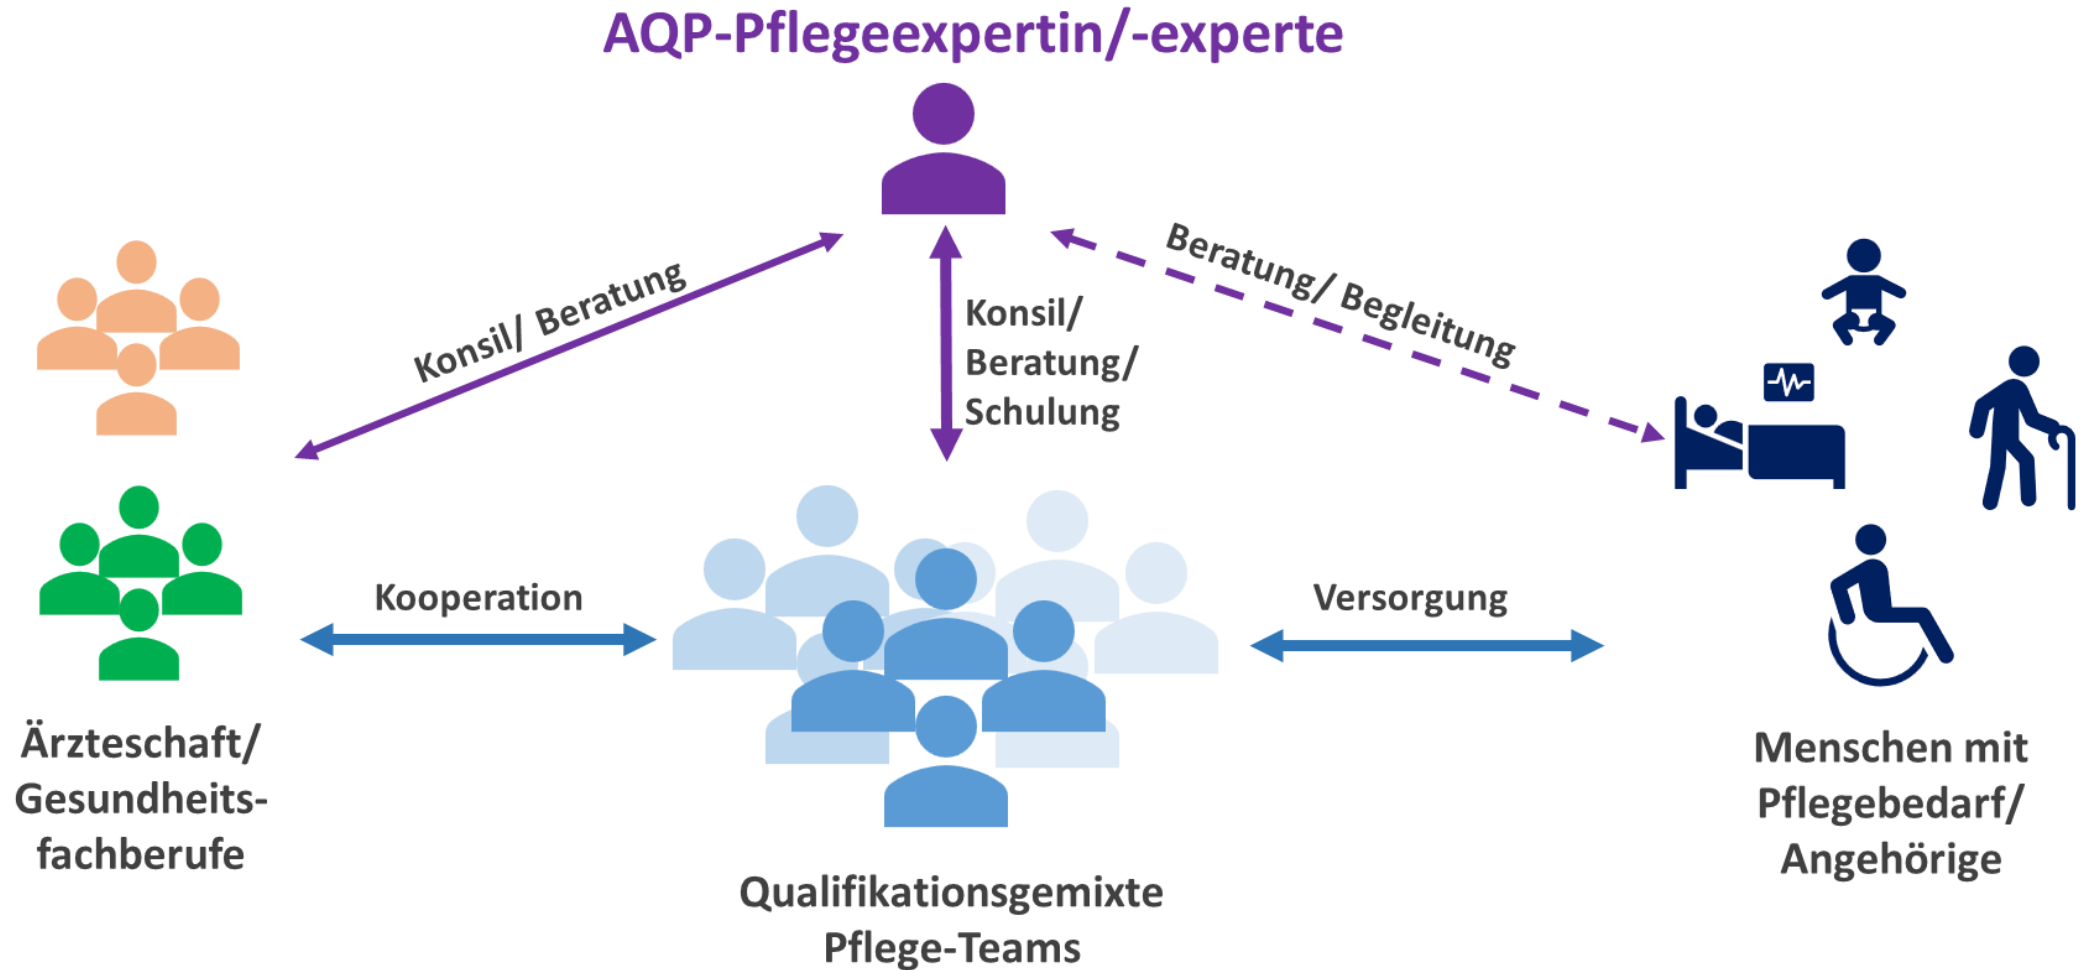 AQP-Pflegeexpertin/-experte
Konsil/ Beratung
Konsil/
Beratung/
Schulung
Beratung/ Begleitung
Kooperation
Versorgung
Ärzteschaft/
Gesundheits-
fachberufe
Qualifikationsgemixte
Pflege-Teams
Menschen mit
Pflegebedarf/
Angehörige